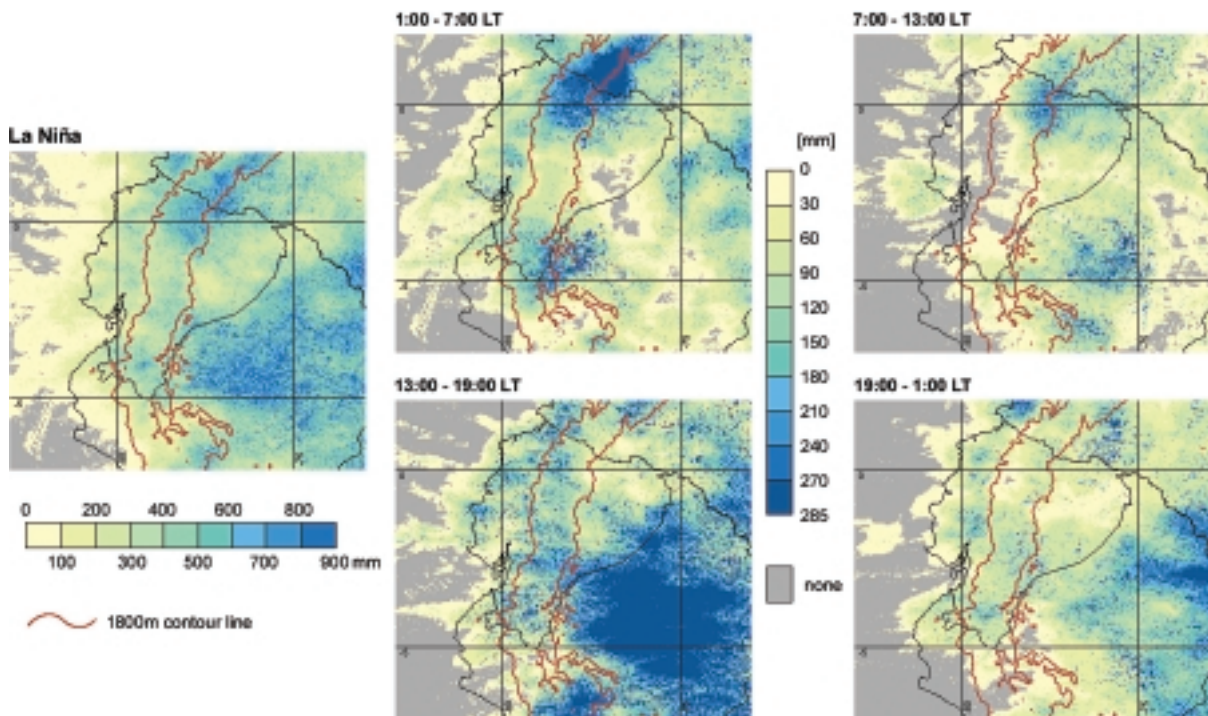 La Niña
0 200 400 600 800
100 300 500 700 900 mm
1800m contour line
1:00 - 7:00 LT
7:00 - 13:00 LT
13:00 - 19:00 LT
19:00 - 1:00 LT
[mm]
0
30
60
90
120
150
180
210
240
270
285
none